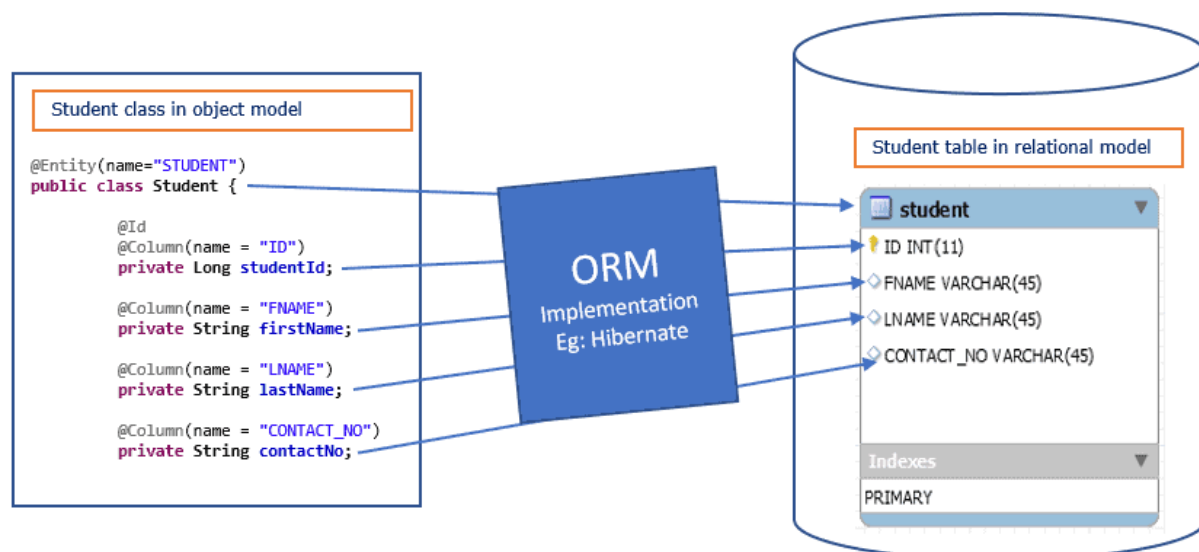 Student class in object model
@Entity(name="STUDENT")
public class Student {
@Id
@Column(name = "ID")
private Long studentId;
@Column(name = "FNAME")
private String firstName;
@Column(name = "LNAME")
private String lastName;
@Column(name = "CONTACT_NO")
private String contactNo;
ORM
Implementation
Eg: Hibernate
Student table in relational model
student
ID INT(11)
FNAME VARCHAR(45)
LNAME VARCHAR(45)
CONTACT_NO VARCHAR(45)
Indexes
PRIMARY